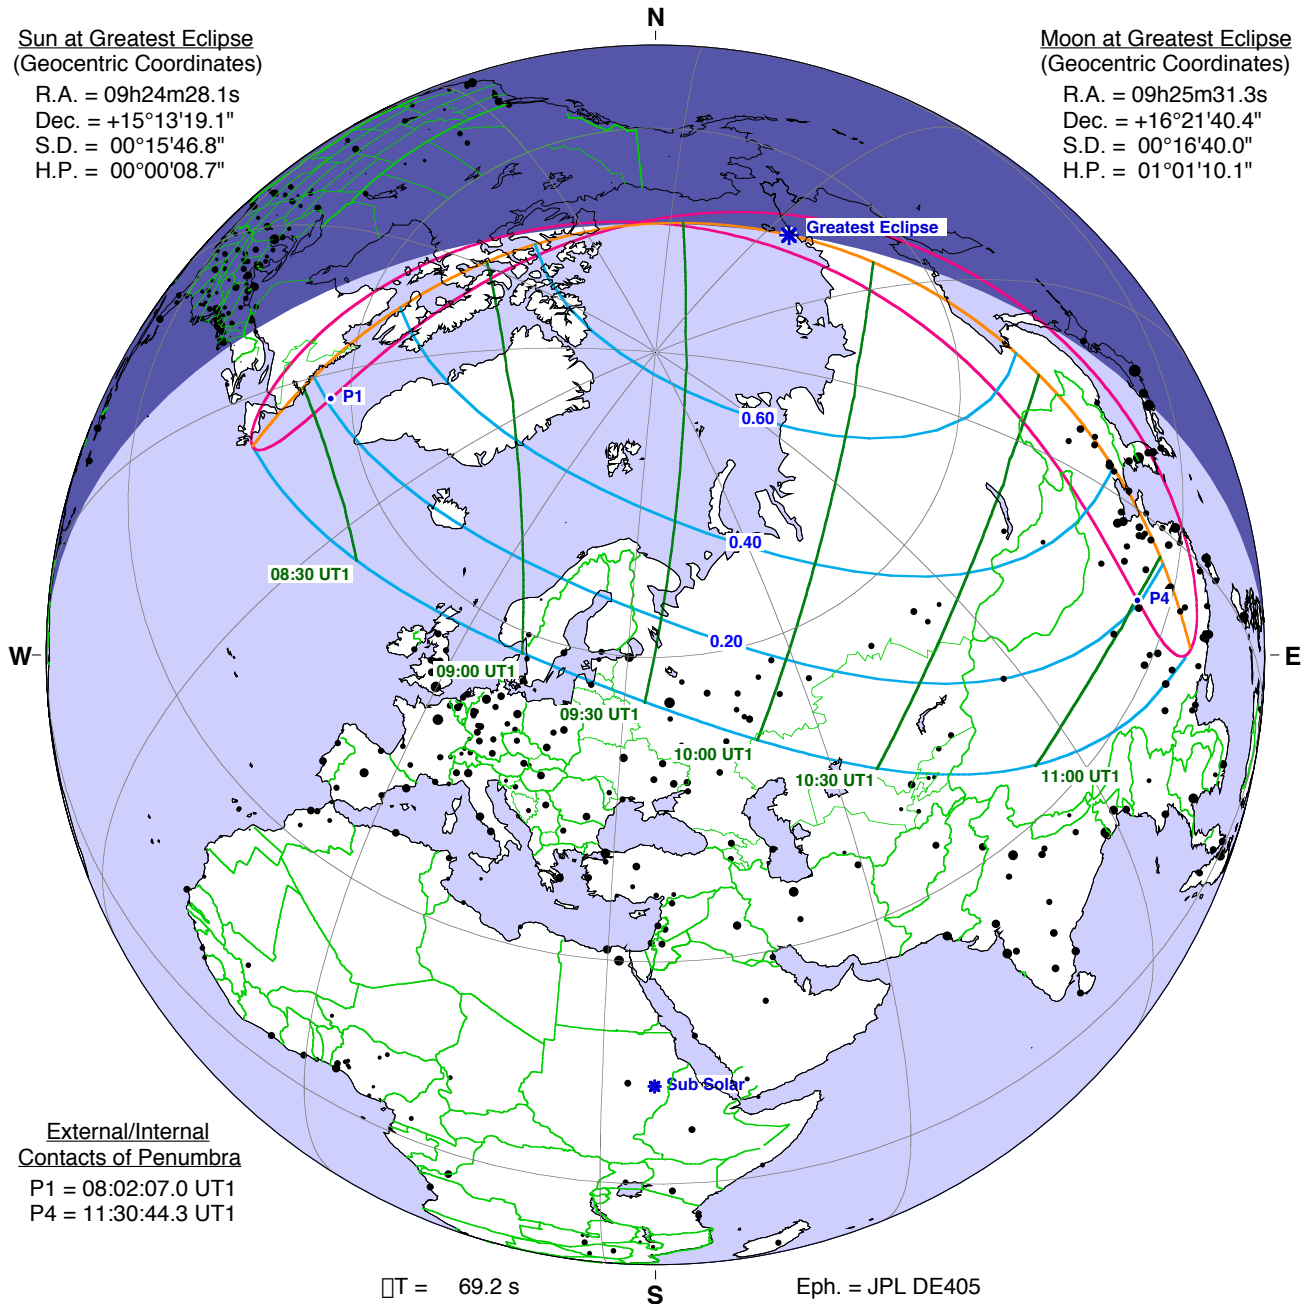 N
Sun at Greatest Eclipse
(Geocentric Coordinates)
R.A. = 09h24m28.1s
Dec. = +15°13'19.1"
S.D. = 00°15'46.8"
H.P. = 00°00'08.7"
Moon at Greatest Eclipse
(Geocentric Coordinates)
R.A. = 09h25m31.3s
Dec. = +16°21'40.4"
S.D. = 00°16'40.0"
H.P. = 01°01'10.1"
Greatest Eclipse
P1
0.60
0.40
08:30 UT1
P4
0.20
W
E
09:00 UT1
09:30 UT1
10:00 UT1
10:30 UT1
11:00 UT1
Sub Solar
External/Internal
Contacts of Penumbra
P1 = 08:02:07.0 UT1
P4 = 11:30:44.3 UT1
▯T = 69.2 s
Eph. = JPL DE405
S